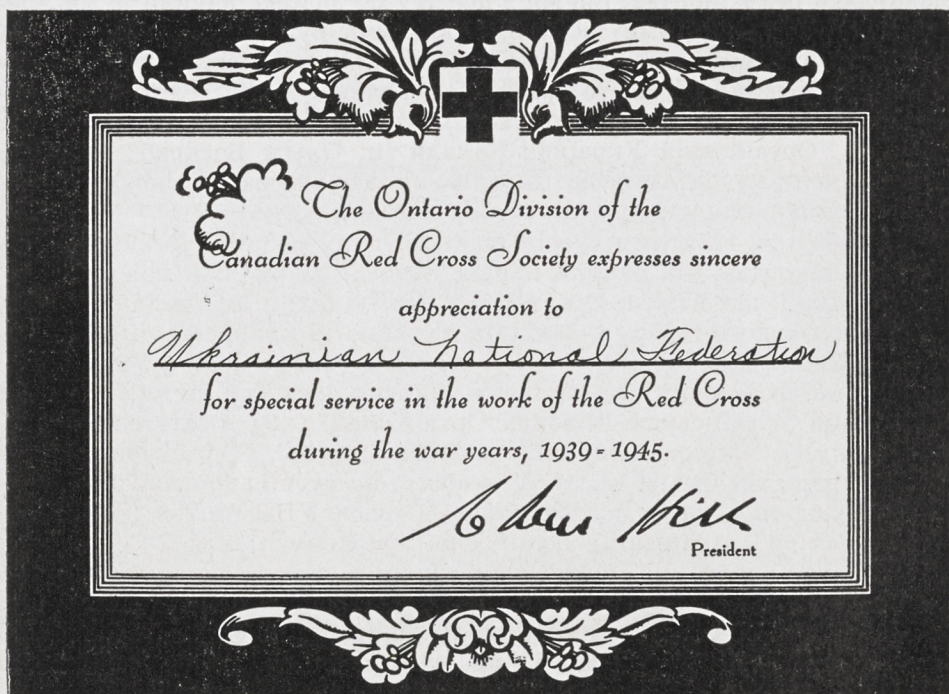 The Ontario Division of the
Canadian Red Cross Society expresses sincere
appreciation to
Ukrainian National Federation
for special service in the work of the Red Cross
during the war years, 1939-1945.
President